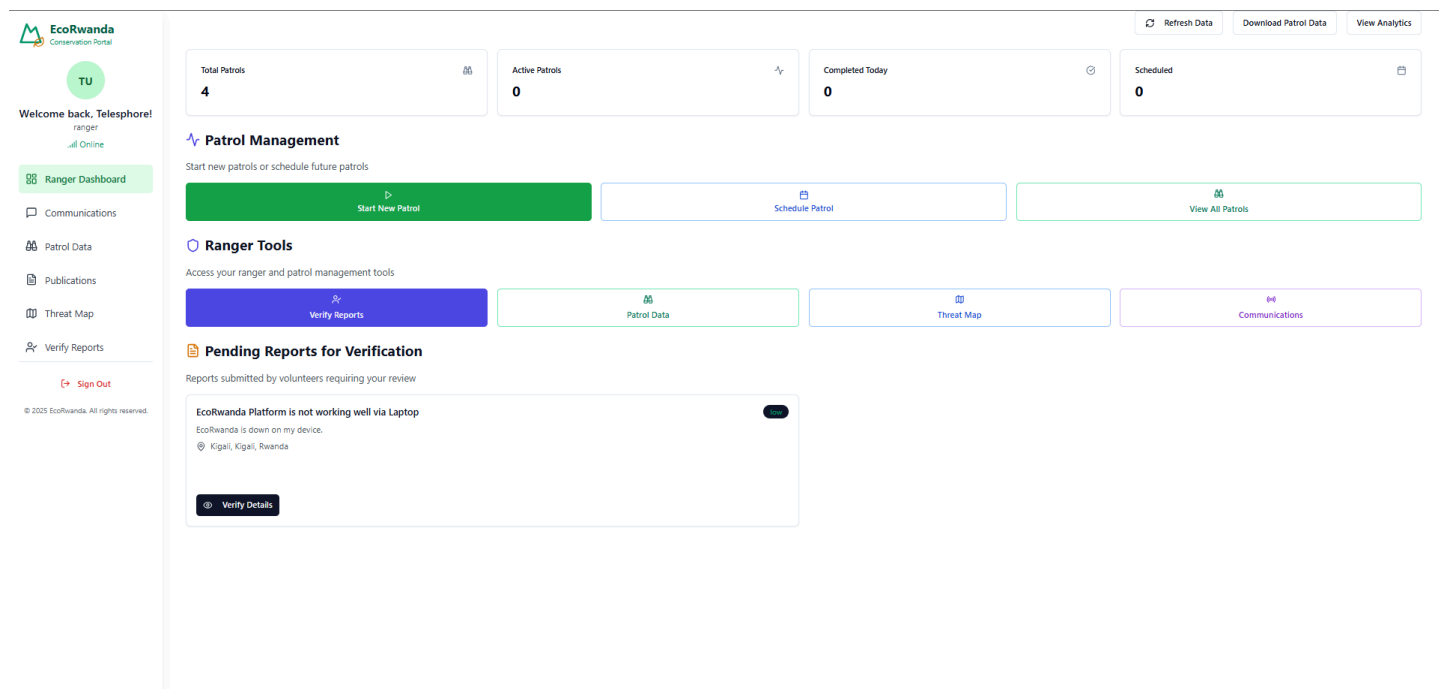 EcoRwanda
Conservation Portal
TU
Welcome back, Telesphore!
ranger
Online
Ranger Dashboard
Communications
Patrol Data
Publications
Threat Map
Verify Reports
Sign Out
© 2025 EcoRwanda. All rights reserved.
Refresh Data
Download Patrol Data
View Analytics
Total Patrols
4
Active Patrols
0
Completed Today
0
Scheduled
0
Patrol Management
Start new patrols or schedule future patrols
Start New Patrol
Schedule Patrol
View All Patrols
Ranger Tools
Access your ranger and patrol management tools
Verify Reports
Patrol Data
Threat Map
Communications
Pending Reports for Verification
Reports submitted by volunteers requiring your review
EcoRwanda Platform is not working well via Laptop
low
EcoRwanda is down on my device.
Kigali, Kigali, Rwanda
Verify Details